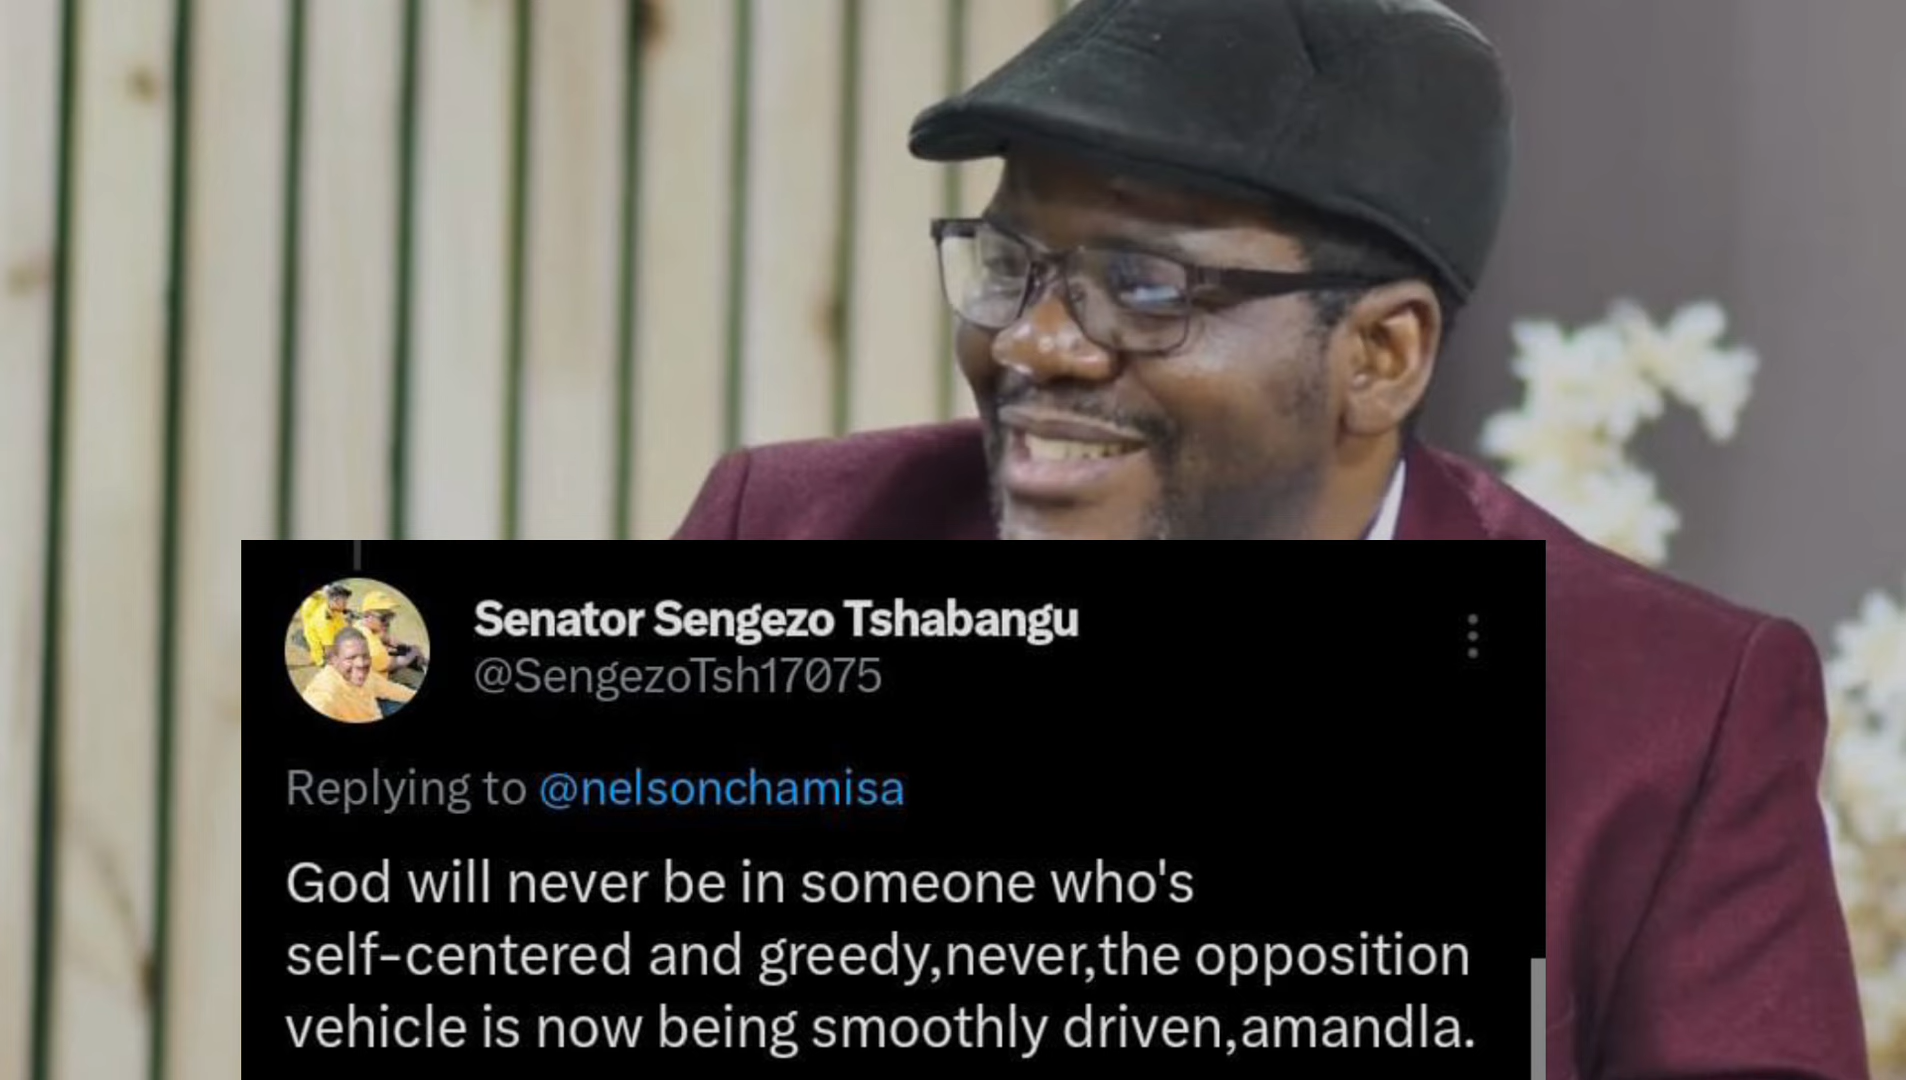 Senator Sengezo Tshabangu
@SengezoTsh17075
Replying to @nelsonchamisa
God will never be in someone who's
self-centered and greedy,never,the opposition
vehicle is now being smoothly driven,amandla.